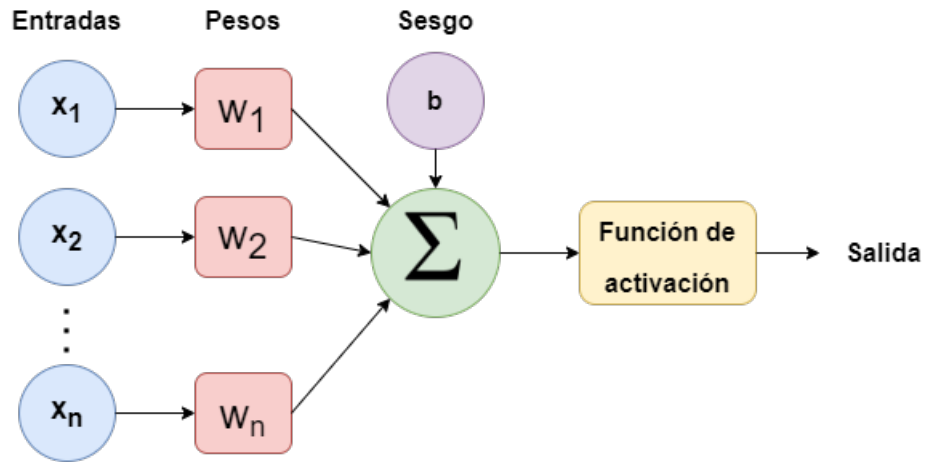 Entradas Pesos Sesgo
x1 W1 b
x2 W2 Σ
Función de
activación
Salida
⋮
xn Wn